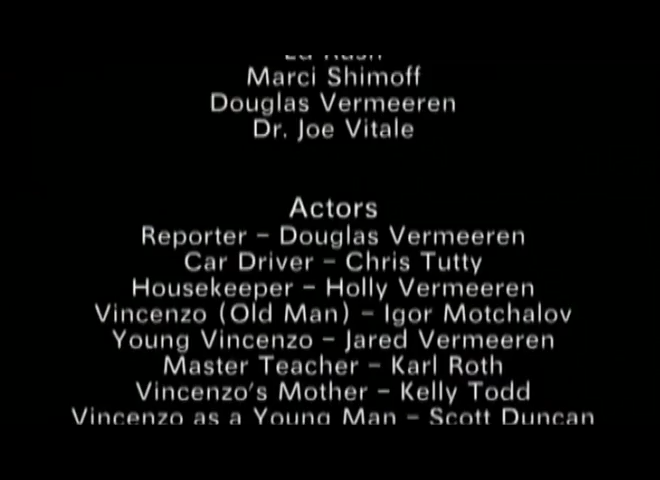 Marci Shimoff
Douglas Vermeeren
Dr. Joe Vitale
Actors
Reporter – Douglas Vermeeren
Car Driver – Chris Tutty
Housekeeper – Holly Vermeeren
Vincenzo (Old Man) – Igor Motchalov
Young Vincenzo – Jared Vermeeren
Master Teacher – Karl Roth
Vincenzo's Mother – Kelly Todd
Vincenzo as a Young Man – Scott Duncan